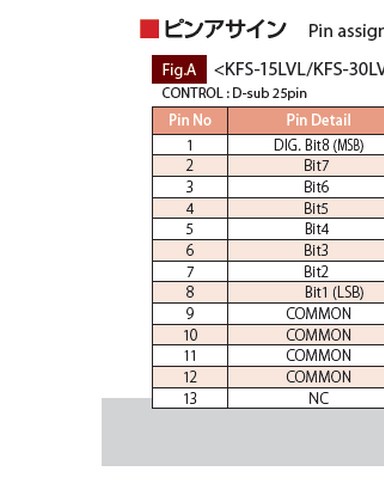 ピンアサイン Pin assign
Fig.A <KFS-15LVL/KFS-30LV
CONTROL : D-sub 25pin
Pin No Pin Detail
1 DIG. Bit8 (MSB)
2 Bit7
3 Bit6
4 Bit5
5 Bit4
6 Bit3
7 Bit2
8 Bit1 (LSB)
9 COMMON
10 COMMON
11 COMMON
12 COMMON
13 NC